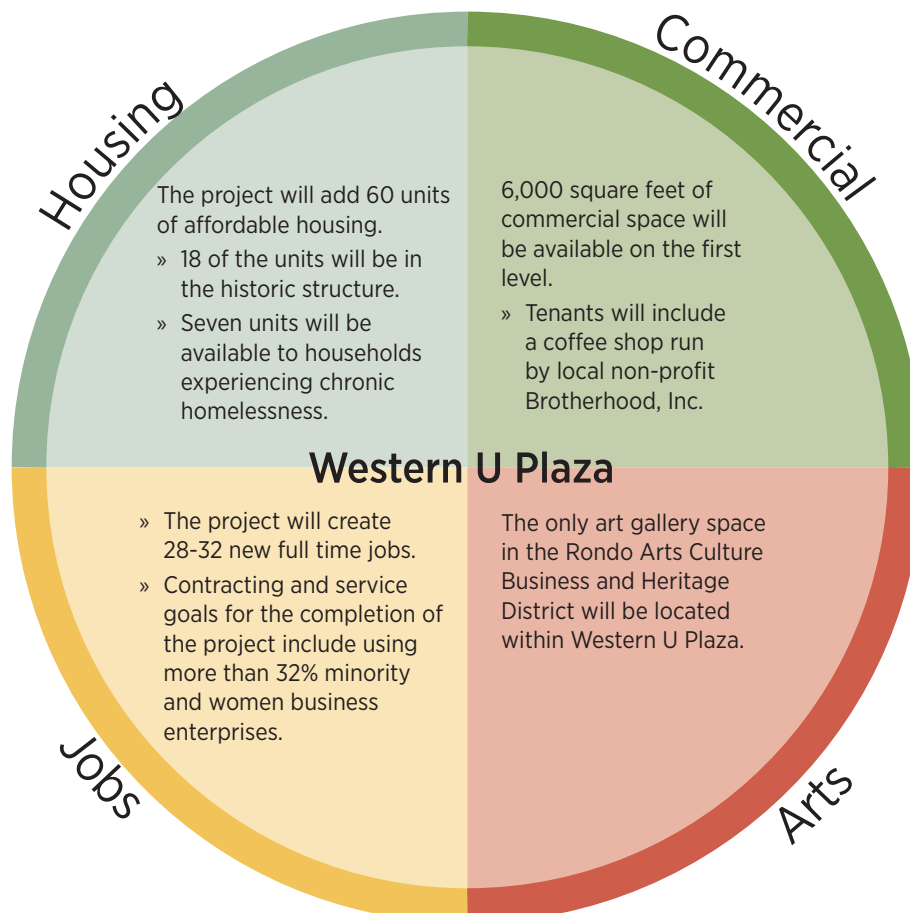 Housing
The project will add 60 units
of affordable housing.
» 18 of the units will be in
the historic structure.
» Seven units will be
available to households
experiencing chronic
homelessness.
Commercial
6,000 square feet of
commercial space will
be available on the first
level.
» Tenants will include
a coffee shop run
by local non-profit
Brotherhood, Inc.
Western U Plaza
Jobs
» The project will create
28-32 new full time jobs.
» Contracting and service
goals for the completion of
the project include using
more than 32% minority
and women business
enterprises.
Arts
The only art gallery space
in the Rondo Arts Culture
Business and Heritage
District will be located
within Western U Plaza.